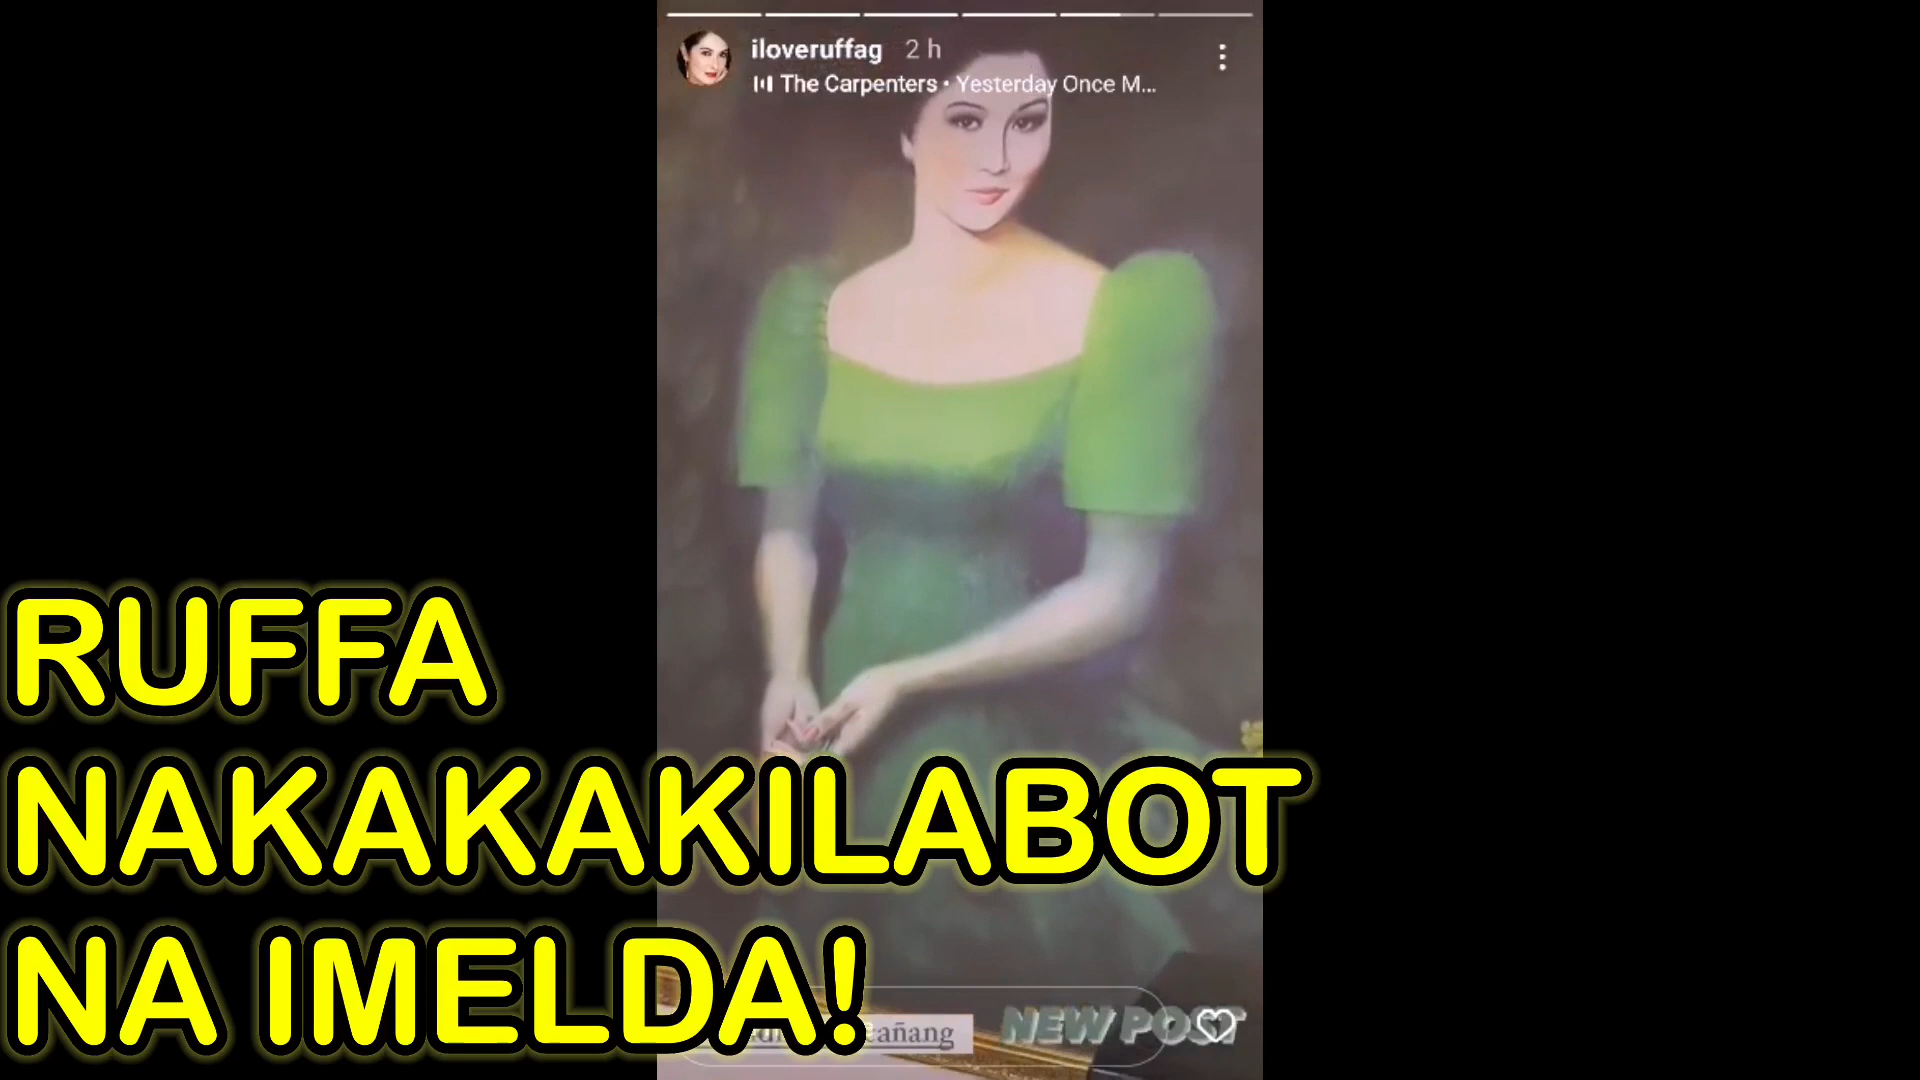 iloveruffag 2 h
The Carpenters • Yesterday Once M...
RUFFA
NAKAKAKILABOT
NA IMELDA!
NEW POST